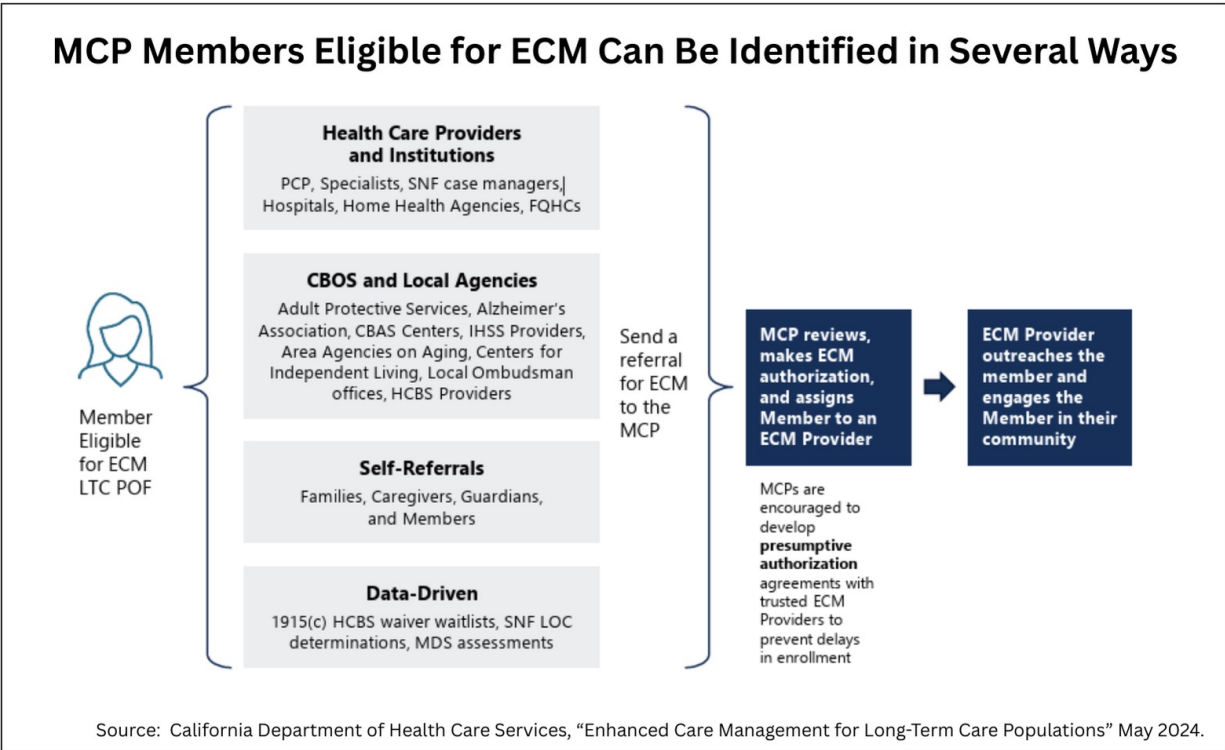 MCP Members Eligible for ECM Can Be Identified in Several Ways
Member
Eligible
for ECM
LTC POF
Health Care Providers
and Institutions
PCP, Specialists, SNF case managers,|
Hospitals, Home Health Agencies, FQHCs
CBOS and Local Agencies
Adult Protective Services, Alzheimer's
Association, CBAS Centers, IHSS Providers,
Area Agencies on Aging, Centers for
Independent Living, Local Ombudsman
offices, HCBS Providers
Self-Referrals
Families, Caregivers, Guardians,
and Members
Data-Driven
1915(c) HCBS waiver waitlists, SNF LOC
determinations, MDS assessments
Send a
referral
for ECM
to the
MCP
MCP reviews,
makes ECM
authorization,
and assigns
Member to an
ECM Provider
MCPs are
encouraged to
develop
presumptive
authorization
agreements with
trusted ECM
Providers to
prevent delays
in enrollment
ECM Provider
outreaches the
member and
engages the
Member in their
community
Source:  California Department of Health Care Services, “Enhanced Care Management for Long-Term Care Populations” May 2024.